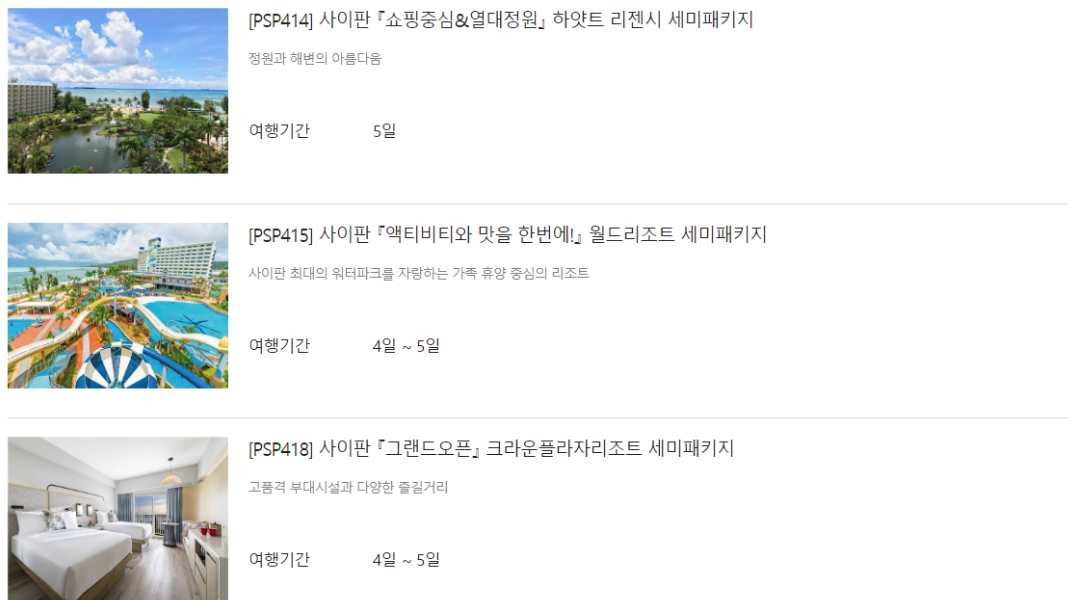 [PSP414] 사이판 『쇼핑중심&열대정원』 하얏트 리젠시 세미패키지
정원과 해변의 아름다움
여행기간 5일
[PSP415] 사이판 『액티비티와 맛을 한번에!』 월드리조트 세미패키지
사이판 최대의 워터파크를 자랑하는 가족 휴양 중심의 리조트
여행기간 4일 ~ 5일
[PSP418] 사이판 『그랜드오픈』 크라운플라자리조트 세미패키지
고품격 부대시설과 다양한 즐길거리
여행기간 4일 ~ 5일